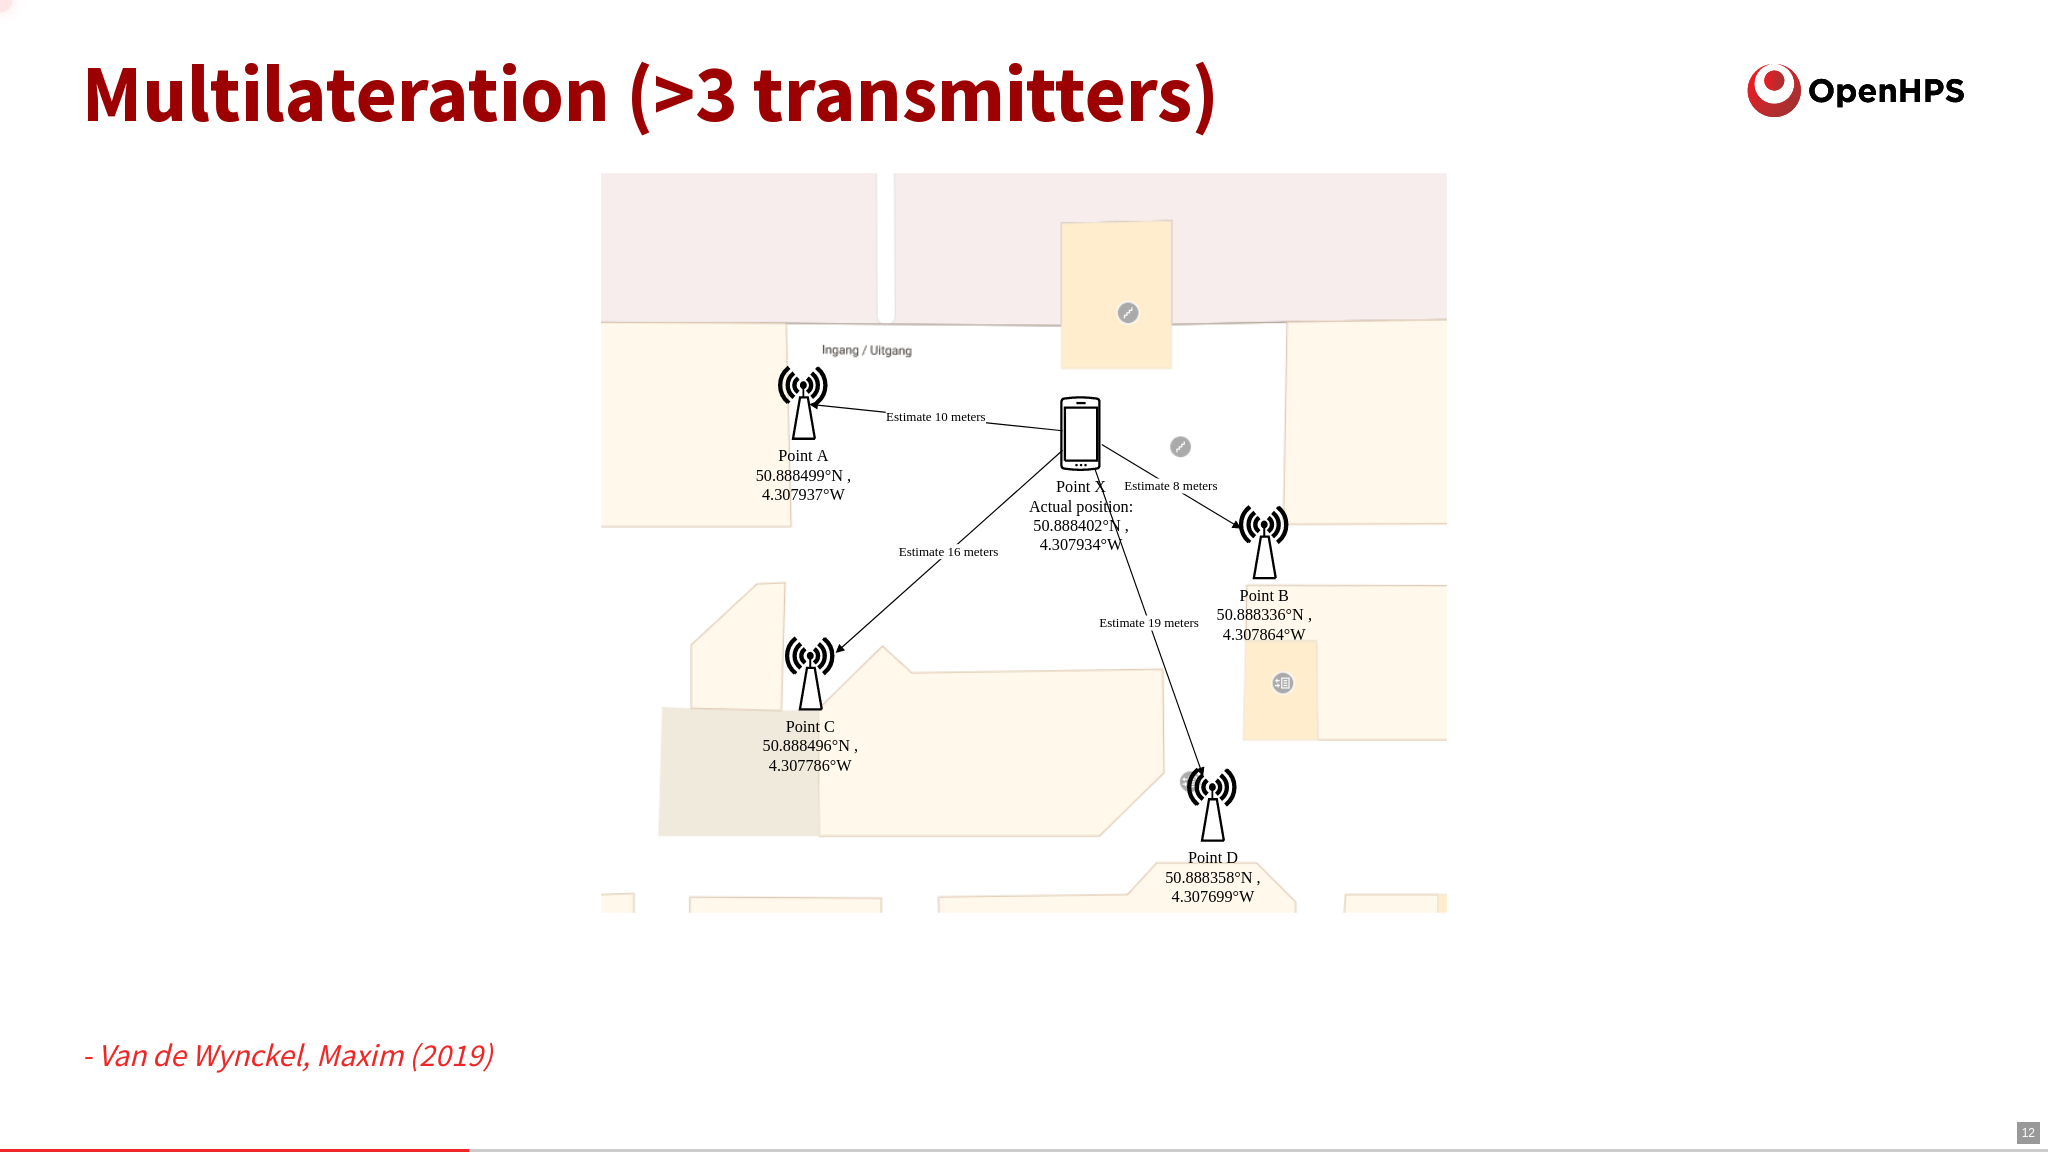 Multilateration (>3 transmitters)
OpenHPS
Ingang / Uitgang
Estimate 10 meters
Point A
50.888499°N ,
4.307937°W
Point X
Actual position:
50.888402°N ,
4.307934°W
Estimate 8 meters
Estimate 16 meters
Point B
50.888336°N ,
4.307864°W
Estimate 19 meters
Point C
50.888496°N ,
4.307786°W
Point D
50.888358°N ,
4.307699°W
- Van de Wynckel, Maxim (2019)
12